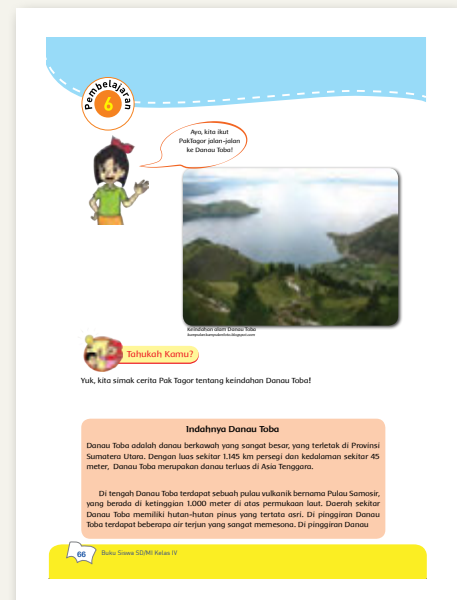 Pembelajaran
6
Ayo, kita ikut
PakTagor jalan-jalan
ke Danau Toba!
Keindahan alam Danau Toba
Tahukah Kamu?
Yuk, kita simak cerita Pak Tagor tentang keindahan Danau Toba!
Indahnya Danau Toba
Danau Toba adalah danau berkawah yang sangat besar, yang terletak di Provinsi
Sumatera Utara. Dengan luas sekitar 1.145 km persegi dan kedalaman sekitar 45
meter, Danau Toba merupakan danau terluas di Asia Tenggara.
Di tengah Danau Toba terdapat sebuah pulau vulkanik bernama Pulau Samosir,
yang berada di ketinggian 1.000 meter di atas permukaan laut. Daerah sekitar
Danau Toba memiliki hutan-hutan pinus yang tertata asri. Di pinggiran Danau
Toba terdapat beberapa air terjun yang sangat memesona. Di pinggiran Danau
66
Buku Siswa SD/MI Kelas IV